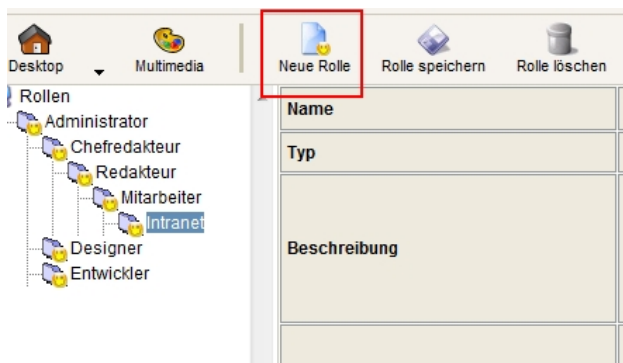 Desktop Multimedia Neue Rolle Rolle speichern Rolle löschen
Rollen
Administrator
Chefredakteur
Redakteur
Mitarbeiter
Intranet
Designer
Entwickler
Name
Typ
Beschreibung